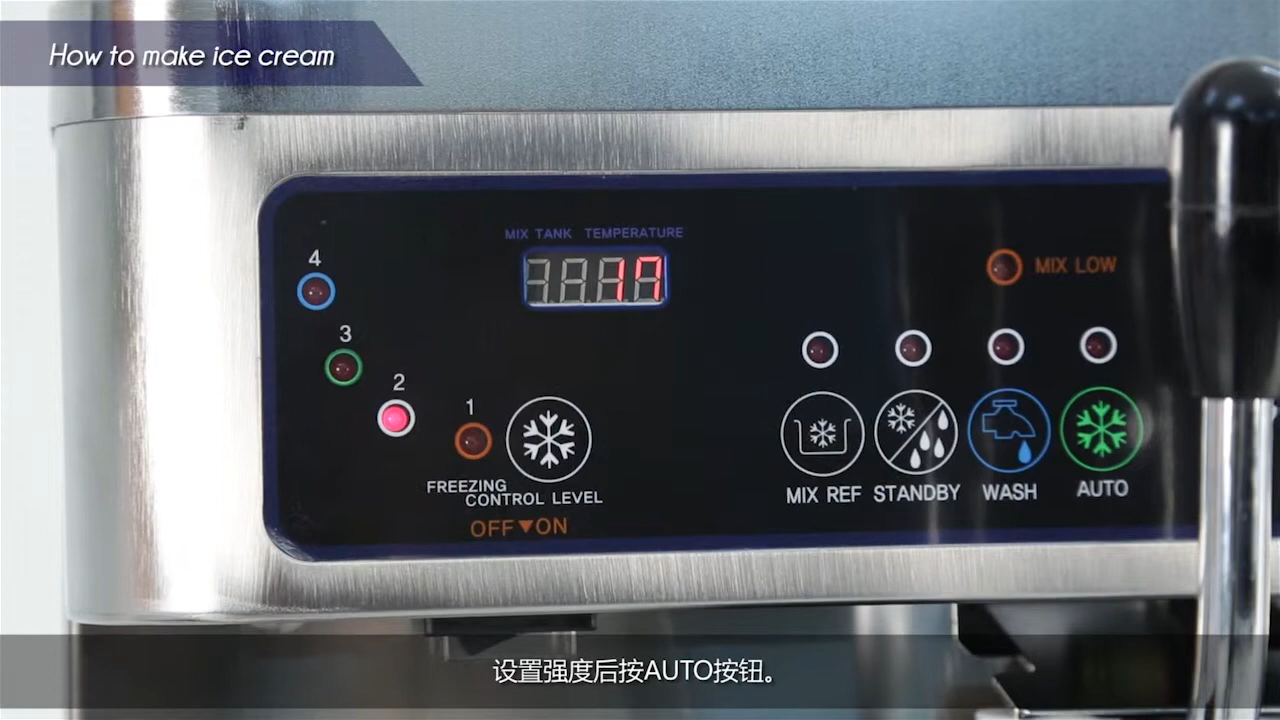 How to make ice cream
MIX TANK TEMPERATURE
17
4
3
2
1
FREEZING
CONTROL LEVEL
OFF▼ON
MIX LOW
MIX REF
STANDBY
WASH
AUTO
设置强度后按AUTO按钮。